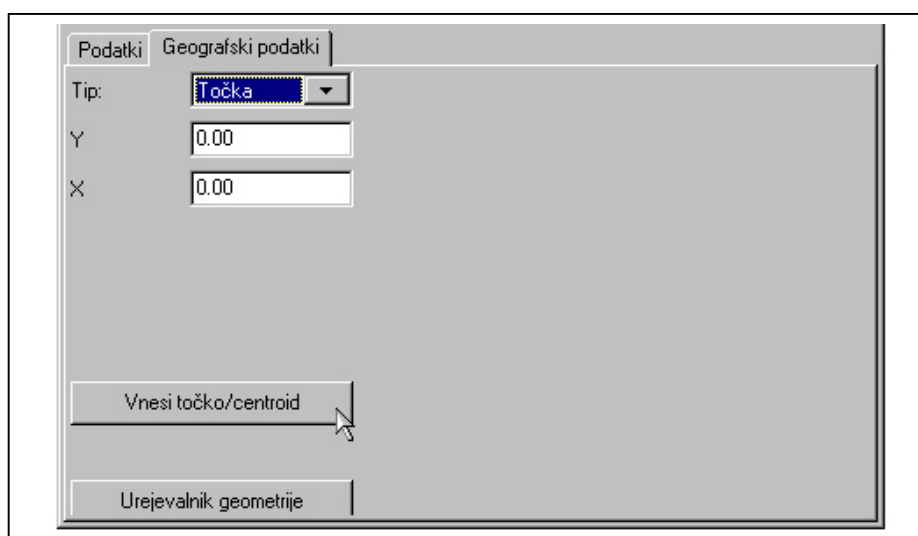 Podatki Geografski podatki
Tip: Točka
Y 0.00
X 0.00
Vnesi točko/centroid
Urejevalnik geometrije